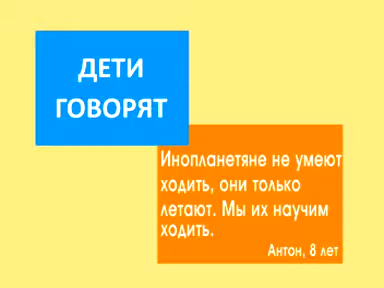 ДЕТИ
ГОВОРЯТ
Инопланетяне не умеют
ходить, они только
летают. Мы их научим
ходить.
Антон, 8 лет